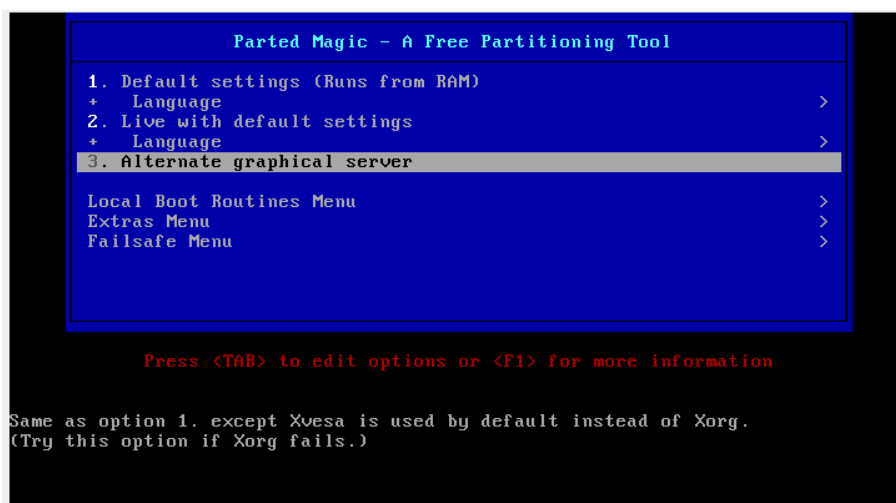 Parted Magic - A Free Partitioning Tool
1. Default settings (Runs from RAM)
+ Language >
2. Live with default settings
+ Language >
3. Alternate graphical server
Local Boot Routines Menu >
Extras Menu >
Failsafe Menu >
Press <TAB> to edit options or <F1> for more information
Same as option 1. except Xvesa is used by default instead of Xorg.
(Try this option if Xorg fails.)